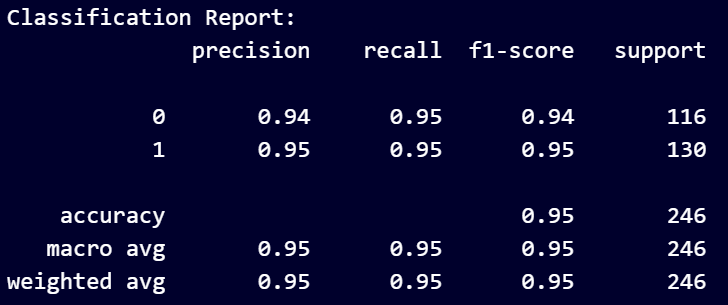 Classification Report:
precision recall f1-score support
0 0.94 0.95 0.94 116
1 0.95 0.95 0.95 130
accuracy 0.95 246
macro avg 0.95 0.95 0.95 246
weighted avg 0.95 0.95 0.95 246